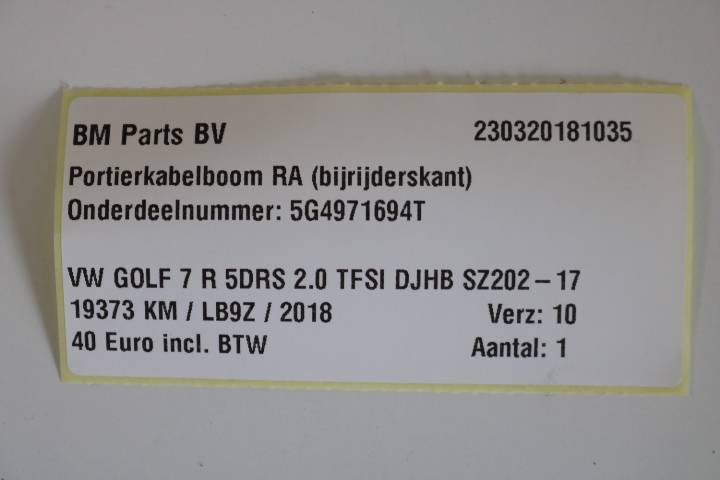 BM Parts BV 230320181035
Portierkabelboom RA (bijrijderskant)
Onderdeelnummer: 5G4971694T
VW GOLF 7 R 5DRS 2.0 TFSI DJHB SZ202-17
19373 KM / LB9Z / 2018 Verz: 10
40 Euro incl. BTW Aantal: 1